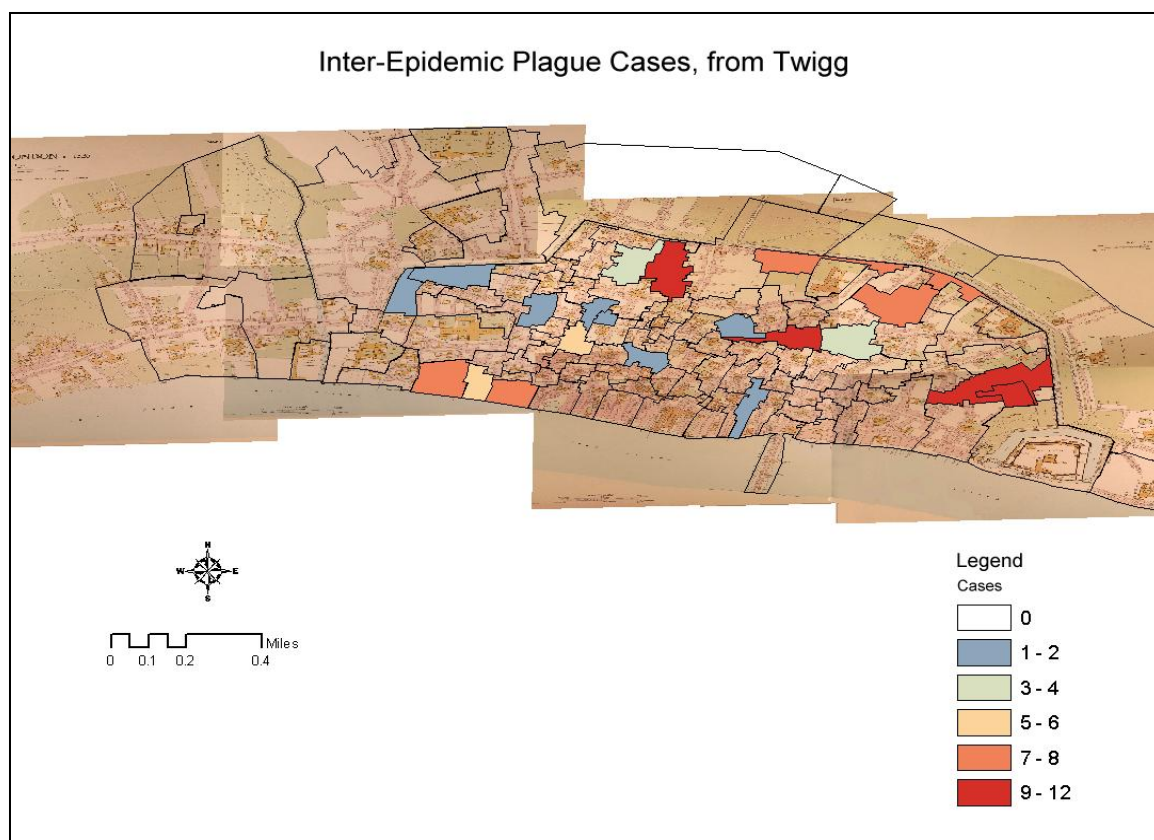 Inter-Epidemic Plague Cases, from Twigg
N
W E
S
Miles
0 0.1 0.2 0.4
Legend
Cases
0
1 - 2
3 - 4
5 - 6
7 - 8
9 - 12